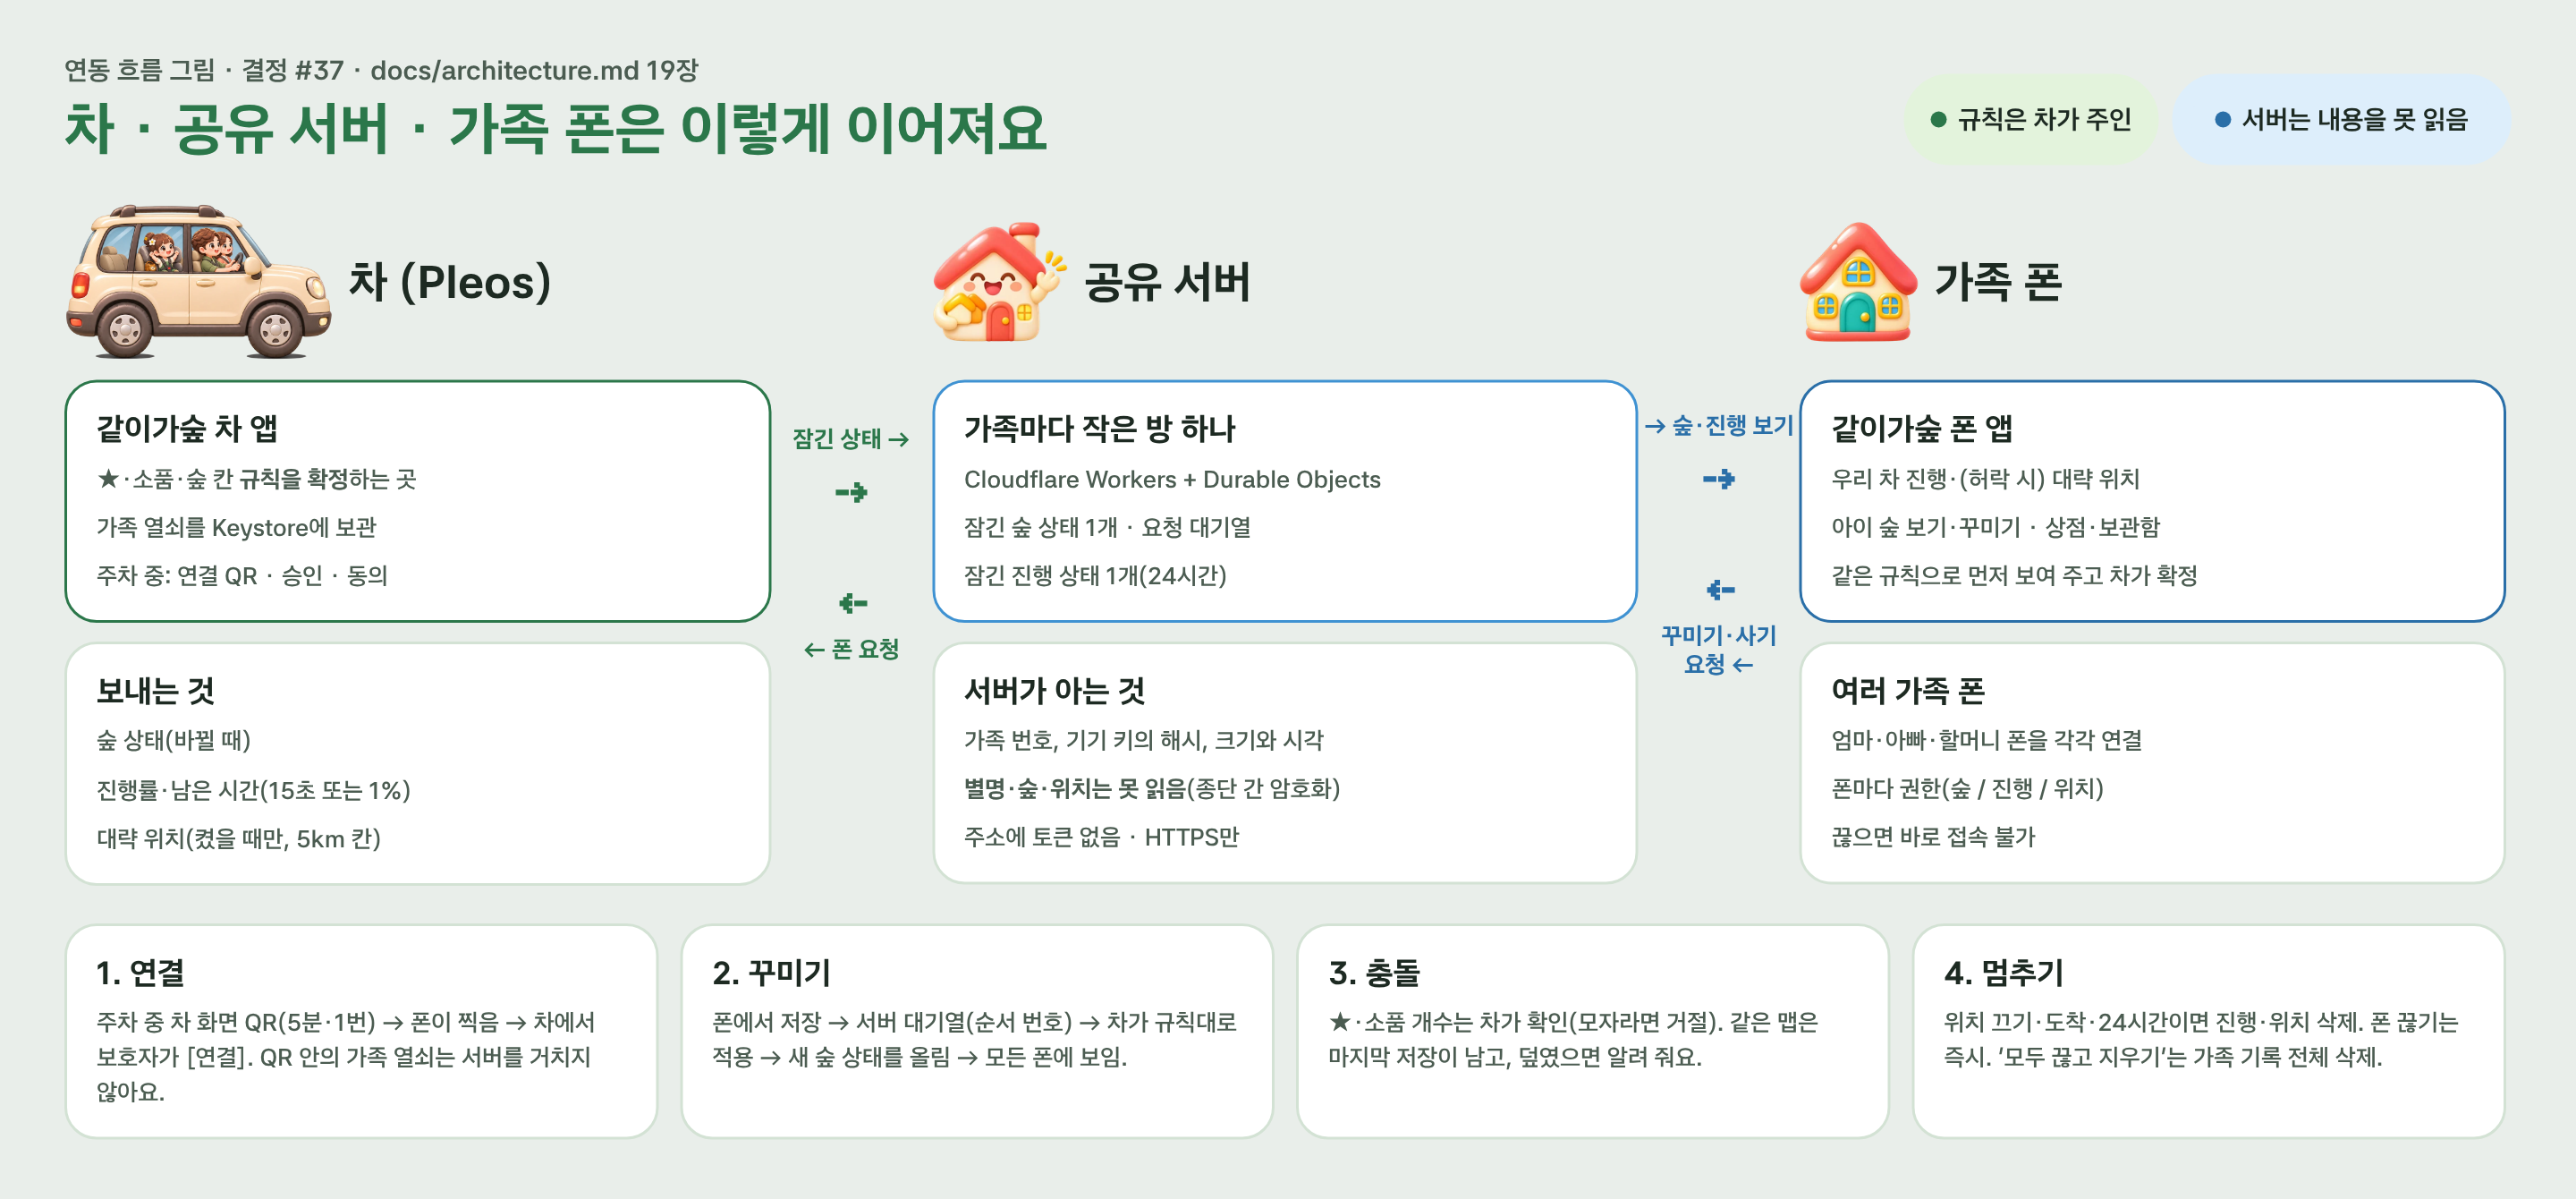 연동 흐름 그림 · 결정 #37 · docs/architecture.md 19장
차 · 공유 서버 · 가족 폰은 이렇게 이어져요
● 규칙은 차가 주인
● 서버는 내용을 못 읽음
차 (Pleos)
공유 서버
가족 폰
같이가숲 차 앱
★·소품·숲 칸 규칙을 확정하는 곳
가족 열쇠를 Keystore에 보관
주차 중: 연결 QR · 승인 · 동의
잠긴 상태 →
← 폰 요청
가족마다 작은 방 하나
Cloudflare Workers + Durable Objects
잠긴 숲 상태 1개 · 요청 대기열
잠긴 진행 상태 1개(24시간)
→ 숲·진행 보기
꾸미기·사기
요청 ←
같이가숲 폰 앱
우리 차 진행·(허락 시) 대략 위치
아이 숲 보기·꾸미기 · 상점·보관함
같은 규칙으로 먼저 보여 주고 차가 확정
보내는 것
숲 상태(바뀔 때)
진행률·남은 시간(15초 또는 1%)
대략 위치(켰을 때만, 5km 칸)
서버가 아는 것
가족 번호, 기기 키의 해시, 크기와 시각
별명·숲·위치는 못 읽음(종단 간 암호화)
주소에 토큰 없음 · HTTPS만
여러 가족 폰
엄마·아빠·할머니 폰을 각각 연결
폰마다 권한(숲 / 진행 / 위치)
끊으면 바로 접속 불가
1. 연결
주차 중 차 화면 QR(5분·1번) → 폰이 찍음 → 차에서
보호자가 [연결]. QR 안의 가족 열쇠는 서버를 거치지
않아요.
2. 꾸미기
폰에서 저장 → 서버 대기열(순서 번호) → 차가 규칙대로
적용 → 새 숲 상태를 올림 → 모든 폰에 보임.
3. 충돌
★·소품 개수는 차가 확인(모자라면 거절). 같은 맵은
마지막 저장이 남고, 덮였으면 알려 줘요.
4. 멈추기
위치 끄기·도착·24시간이면 진행·위치 삭제. 폰 끊기는
즉시. ‘모두 끊고 지우기’는 가족 기록 전체 삭제.